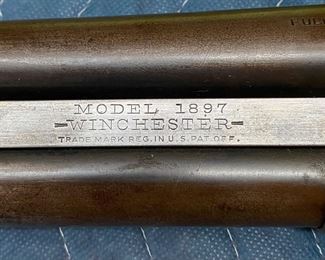 MODEL 1897
-WINCHESTER-
TRADE MARK REG. IN U.S. PAT. OFF.